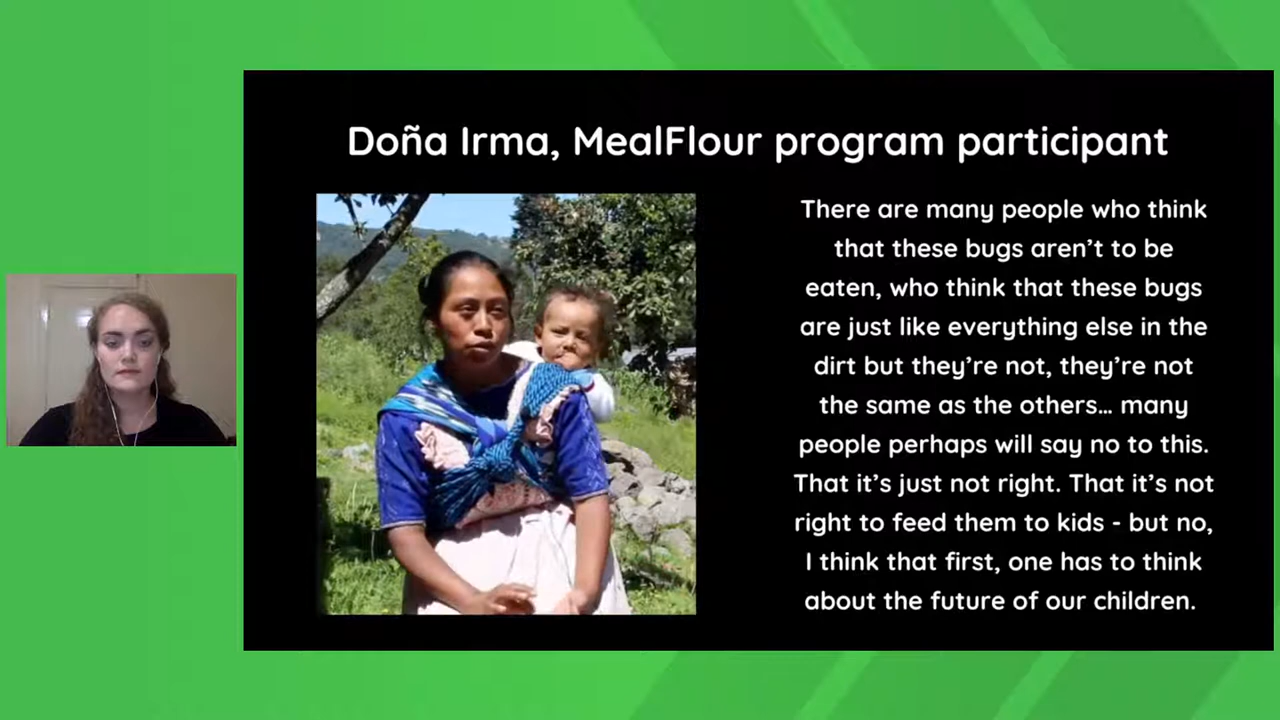 Doña Irma, MealFlour program participant
There are many people who think
that these bugs aren't to be
eaten, who think that these bugs
are just like everything else in the
dirt but they're not, they're not
the same as the others... many
people perhaps will say no to this.
That it's just not right. That it's not
right to feed them to kids - but no,
I think that first, one has to think
about the future of our children.